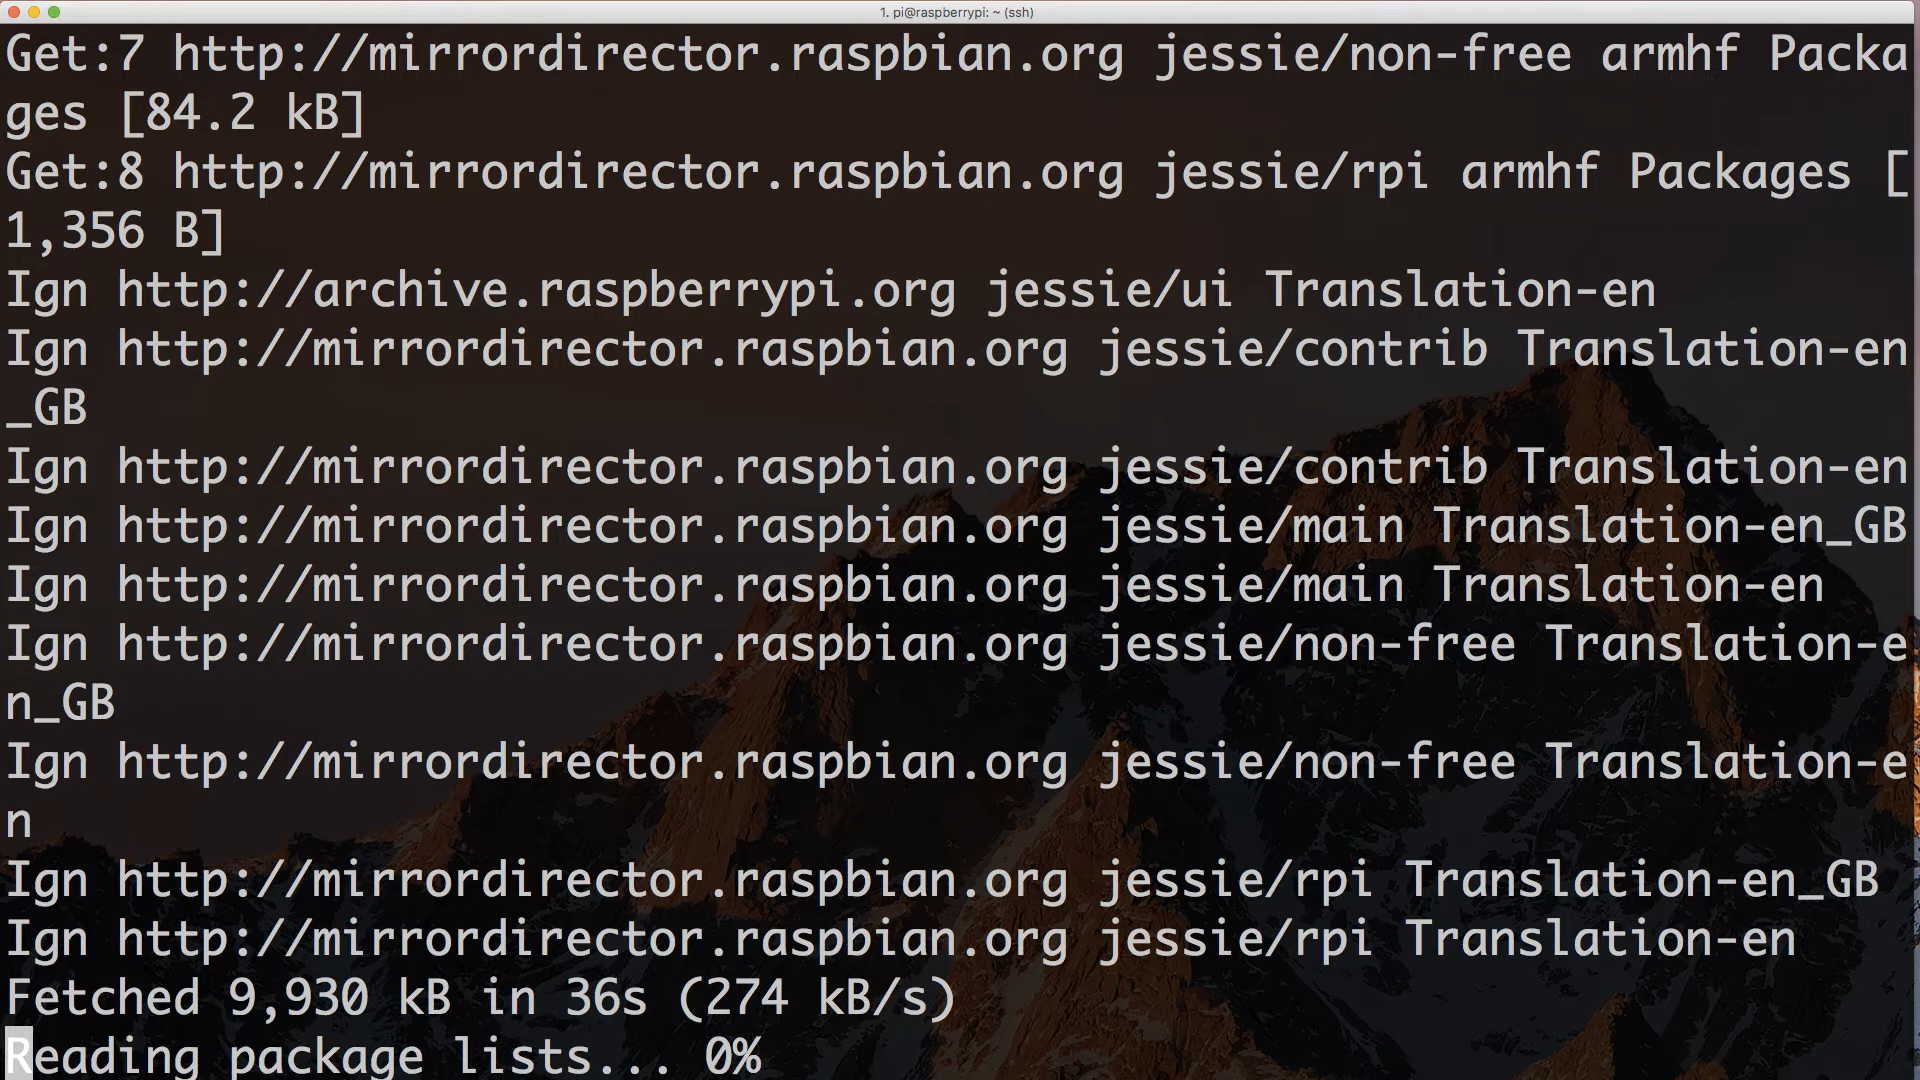 1. pi@raspberrypi: ~ (ssh)
Get:7 http://mirrordirector.raspbian.org jessie/non-free armhf Packa
ges [84.2 kB]
Get:8 http://mirrordirector.raspbian.org jessie/rpi armhf Packages [
1,356 B]
Ign http://archive.raspberrypi.org jessie/ui Translation-en
Ign http://mirrordirector.raspbian.org jessie/contrib Translation-en
_GB
Ign http://mirrordirector.raspbian.org jessie/contrib Translation-en
Ign http://mirrordirector.raspbian.org jessie/main Translation-en_GB
Ign http://mirrordirector.raspbian.org jessie/main Translation-en
Ign http://mirrordirector.raspbian.org jessie/non-free Translation-e
n_GB
Ign http://mirrordirector.raspbian.org jessie/non-free Translation-e
n
Ign http://mirrordirector.raspbian.org jessie/rpi Translation-en_GB
Ign http://mirrordirector.raspbian.org jessie/rpi Translation-en
Fetched 9,930 kB in 36s (274 kB/s)
Reading package lists... 0%